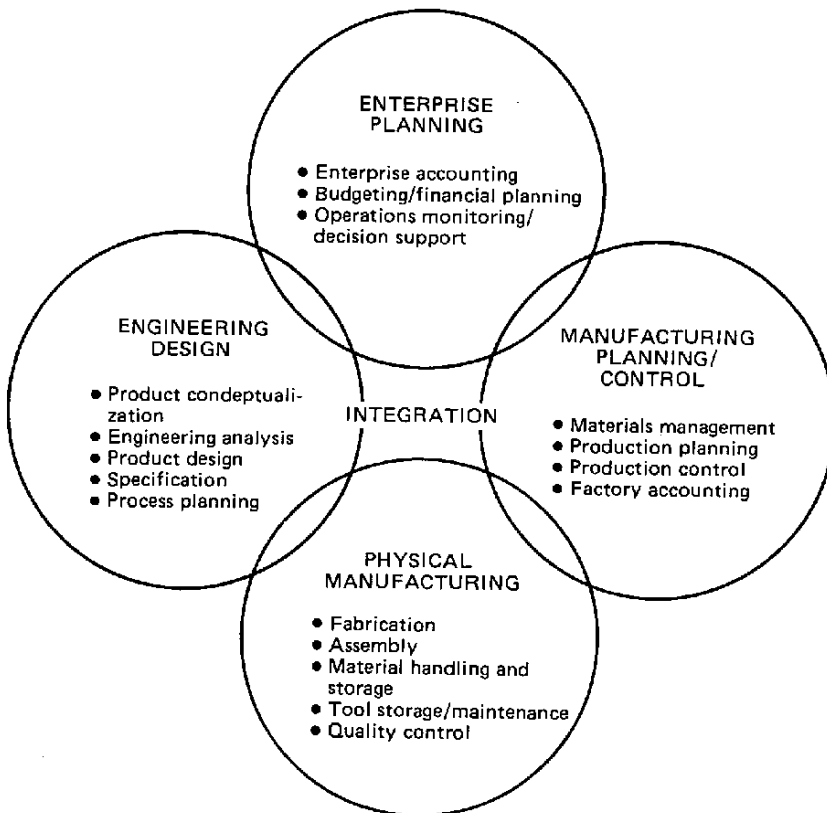 ENTERPRISE
PLANNING
● Enterprise accounting
● Budgeting/financial planning
● Operations monitoring/
decision support
ENGINEERING
DESIGN
● Product condeptuali-
zation
● Engineering analysis
● Product design
● Specification
● Process planning
INTEGRATION
MANUFACTURING
PLANNING/
CONTROL
● Materials management
● Production planning
● Production control
● Factory accounting
PHYSICAL
MANUFACTURING
● Fabrication
● Assembly
● Material handling and
storage
● Tool storage/maintenance
● Quality control